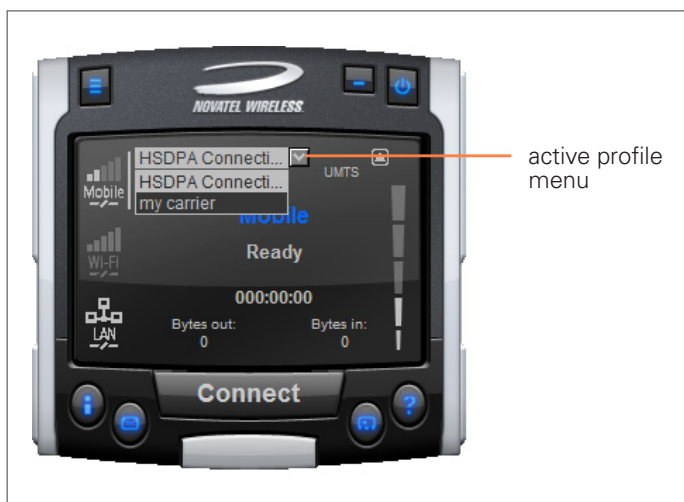 NOVATEL WIRELESS.
HSDPA Connecti...
UMTS
HSDPA Connecti...
my carrier
Mobile
Mobile
Wi-Fi
Ready
000:00:00
LAN
Bytes out:
Bytes in:
0
0
Connect
i
?
active profile
menu